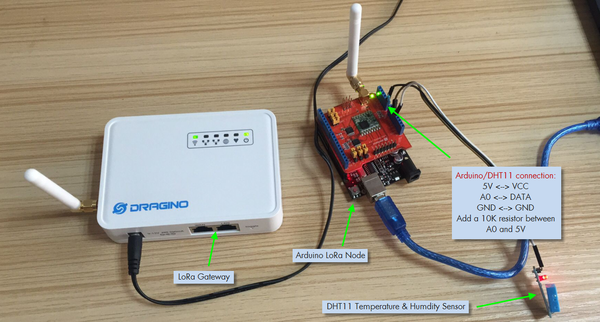 DRAGINO
Arduino/DHT11 connection:
5V <--> VCC
A0 <--> DATA
GND <--> GND
Add a 10K resistor between
A0 and 5V
Arduino LoRa Node
LoRa Gateway
DHT11 Temperature & Humdity Sensor